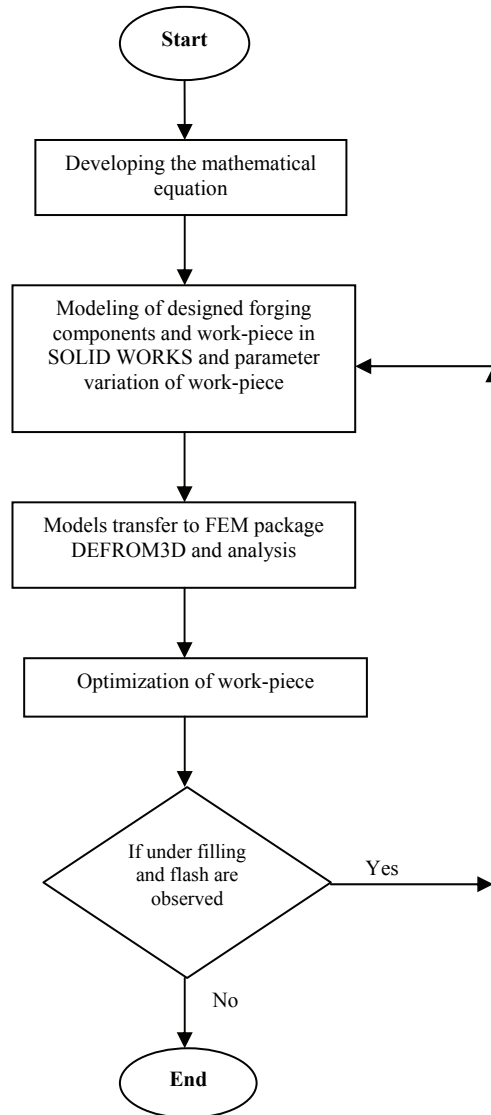 Start
Developing the mathematical
equation
Modeling of designed forging
components and work-piece in
SOLID WORKS and parameter
variation of work-piece
Models transfer to FEM package
DEFROM3D and analysis
Optimization of work-piece
If under filling
and flash are
observed
Yes
No
End